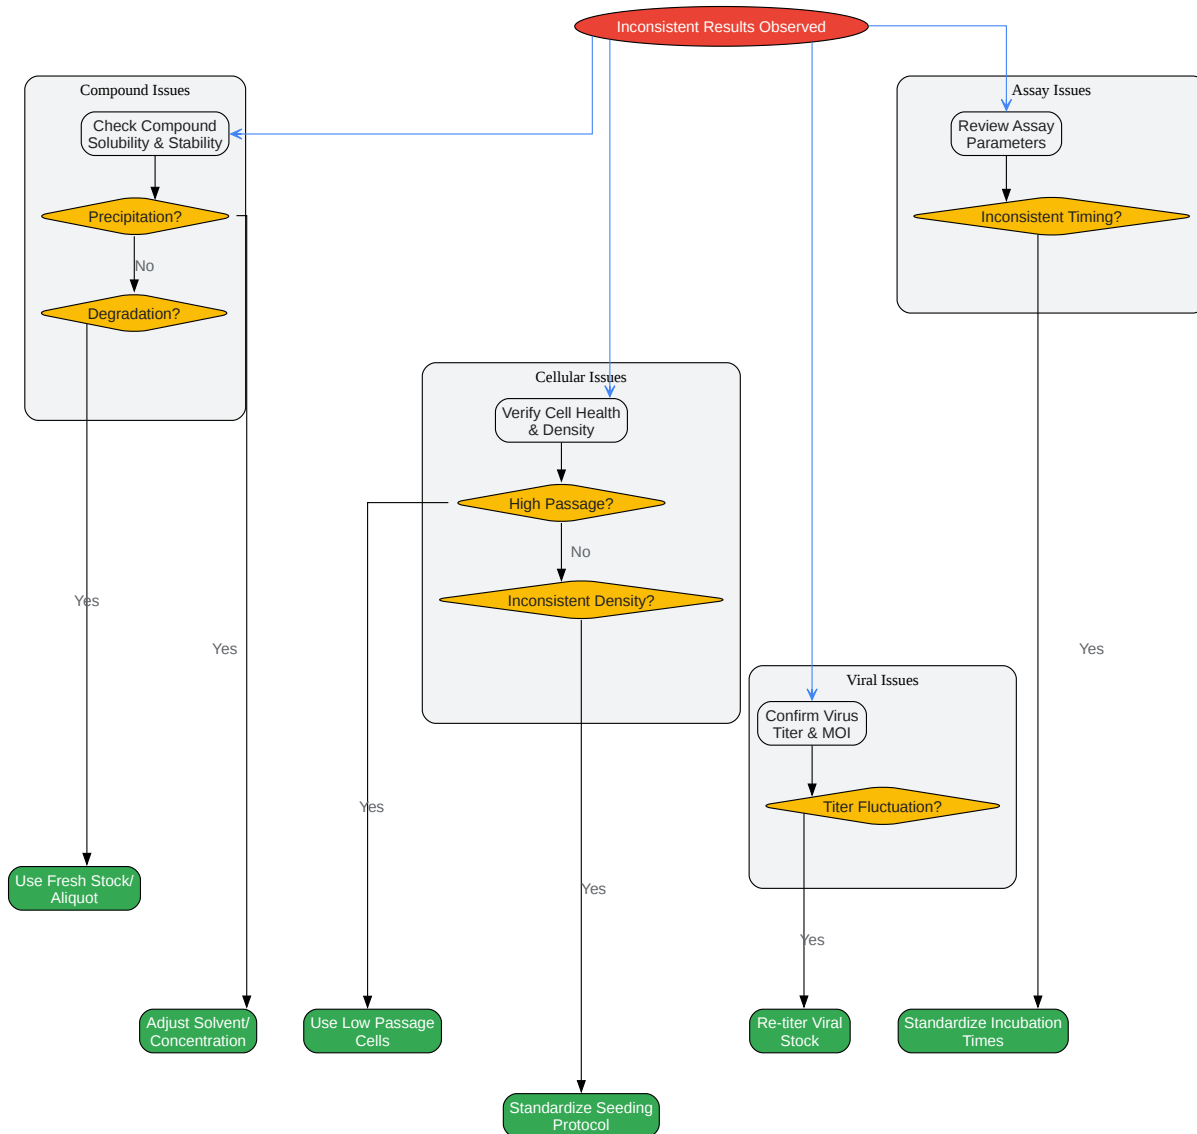 Inconsistent Results Observed
Compound Issues
Check Compound
Solubility & Stability
Precipitation?
No
Degradation?
Assay Issues
Review Assay
Parameters
Inconsistent Timing?
Cellular Issues
Verify Cell Health
& Density
High Passage?
No
Inconsistent Density?
Yes
Yes
Yes
Viral Issues
Confirm Virus
Titer & MOI
Titer Fluctuation?
Yes
Yes
Yes
Use Fresh Stock/
Aliquot
Adjust Solvent/
Concentration
Use Low Passage
Cells
Re-titer Viral
Stock
Standardize Incubation
Times
Standardize Seeding
Protocol